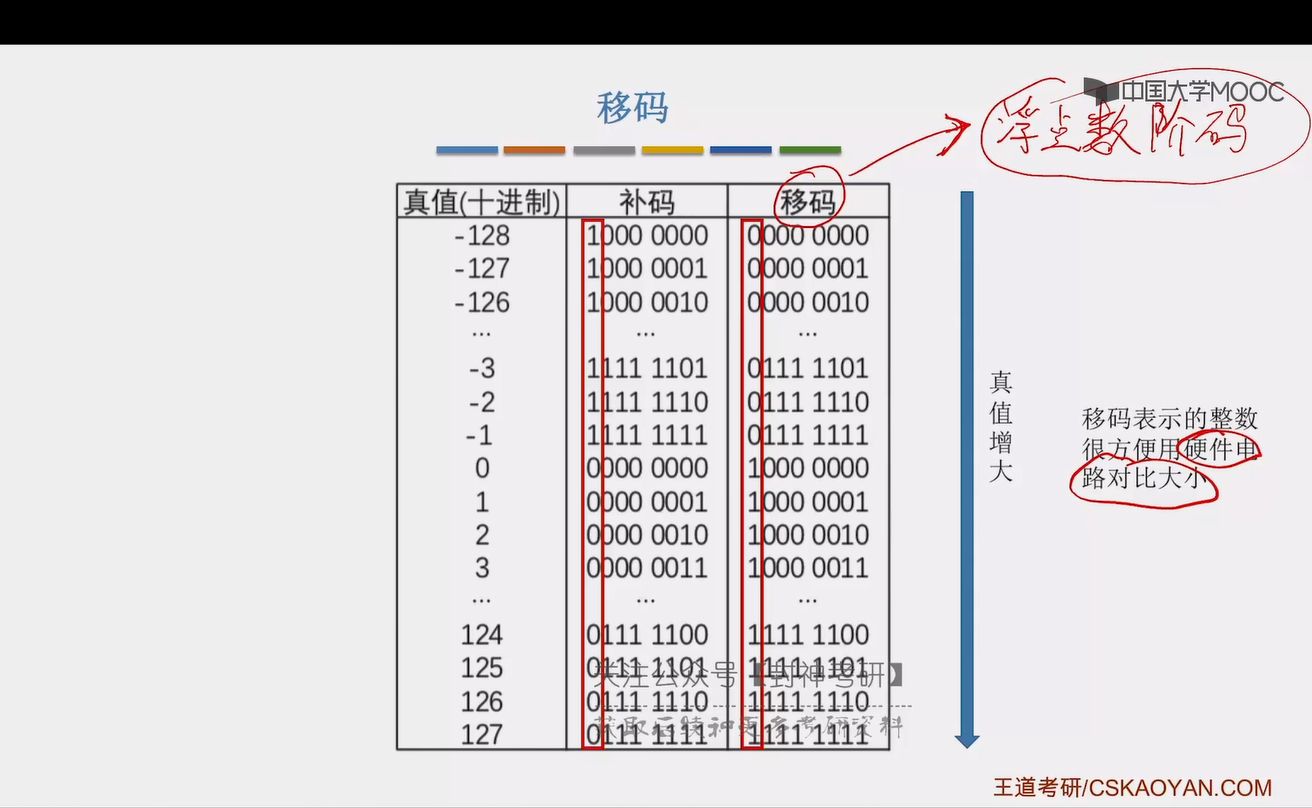 中国大学MOOC
移码
浮点数阶码
真值(十进制) 补码 移码
-128 1000 0000 0000 0000
-127 1000 0001 0000 0001
-126 1000 0010 0000 0010
... ... ...
-3 1111 1101 0111 1101
-2 1111 1110 0111 1110
-1 1111 1111 0111 1111
0 0000 0000 1000 0000
1 0000 0001 1000 0001
2 0000 0010 1000 0010
3 0000 0011 1000 0011
... ... ...
124 0111 1100 1111 1100
125 0111 1101 1111 1101
126 0111 1110 1111 1110
127 0111 1111 1111 1111
真值增大
移码表示的整数
很方便用硬件电
路对比大小
关注公众号【封神考研】
获取后续和更多考研资料
王道考研/CSKAOYAN.COM